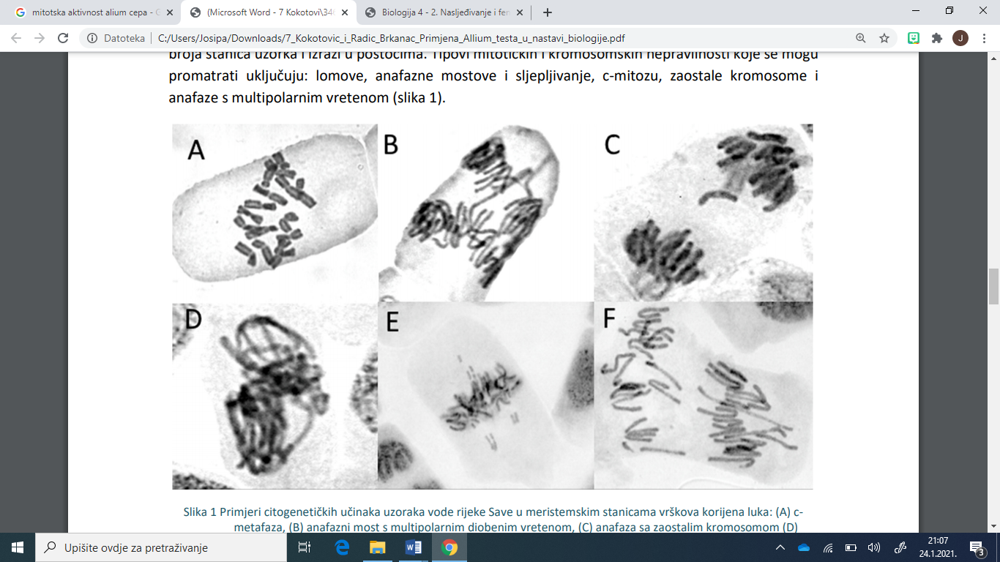 mitotska aktivnost alium cepa - G
(Microsoft Word - 7 Kokotovi\346
Biologija 4 - 2. Nasljeđivanje i fen
Datoteka
C:/Users/Josipa/Downloads/7_Kokotovic_i_Radic_Brkanac_Primjena_Allium_testa_u_nastavi_biologije.pdf
J
broja stanica uzorka i izrazi u postocima. Tipovi mitotičkih i kromosomskih nepravilnosti koje se mogu
promatrati uključuju: lomove, anafazne mostove i sljepljivanje, c-mitozu, zaostale kromosome i
anafaze s multipolarnim vretenom (slika 1).
A
B
C
D
E
F
Slika 1 Primjeri citogenetičkih učinaka uzoraka vode rijeke Save u meristemskim stanicama vrškova korijena luka: (A) c-
metafaza, (B) anafazni most s multipolarnim diobenim vretenom, (C) anafaza sa zaostalim kromosomom (D)
Upišite ovdje za pretraživanje
21:07
24.1.2021.
3